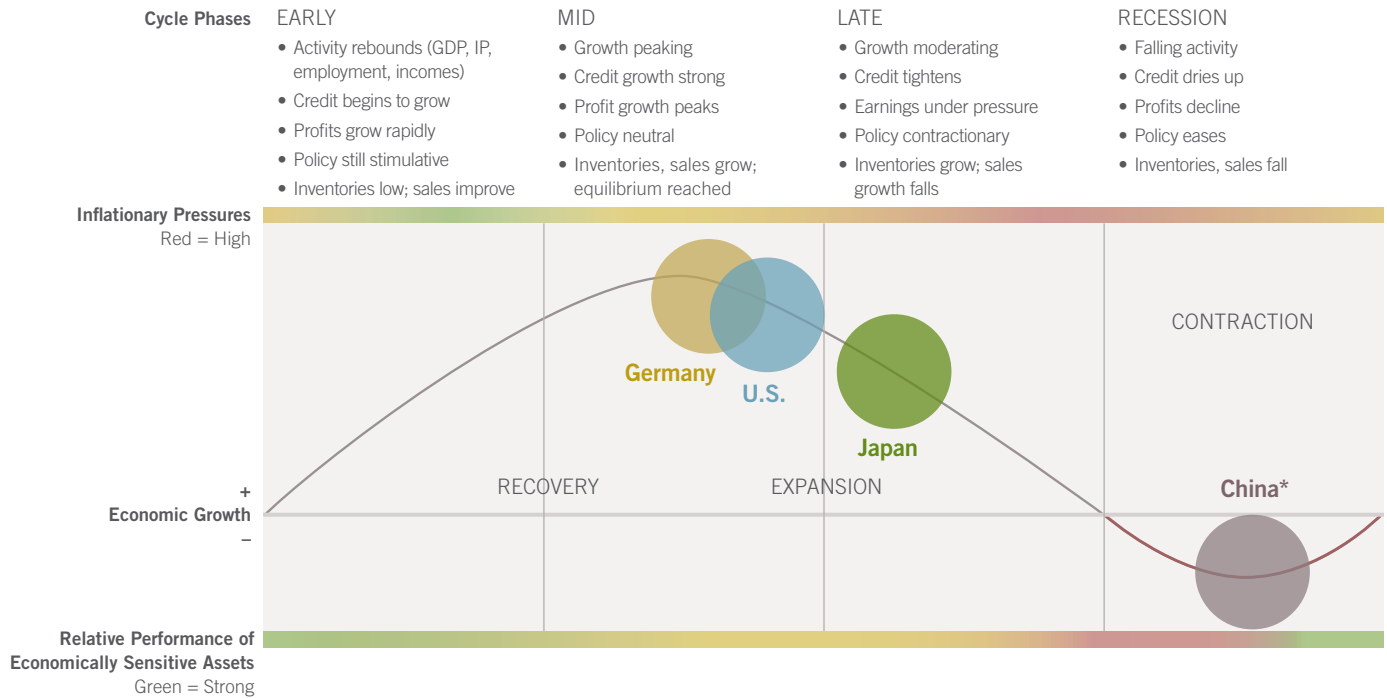 Cycle Phases
EARLY
• Activity rebounds (GDP, IP,
employment, incomes)
• Credit begins to grow
• Profits grow rapidly
• Policy still stimulative
• Inventories low; sales improve
MID
• Growth peaking
• Credit growth strong
• Profit growth peaks
• Policy neutral
• Inventories, sales grow;
equilibrium reached
LATE
• Growth moderating
• Credit tightens
• Earnings under pressure
• Policy contractionary
• Inventories grow; sales
growth falls
RECESSION
• Falling activity
• Credit dries up
• Profits decline
• Policy eases
• Inventories, sales fall
Inflationary Pressures
Red = High
CONTRACTION
Germany
U.S.
Japan
RECOVERY
EXPANSION
China*
+
Economic Growth
–
Relative Performance of
Economically Sensitive Assets
Green = Strong